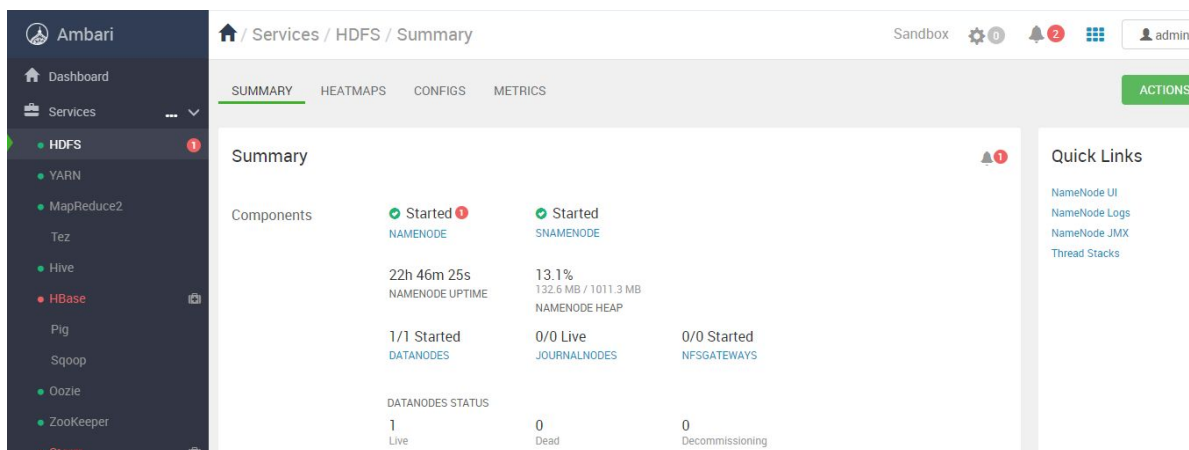 Ambari
/ Services / HDFS / Summary
Sandbox
0
2
admin
Dashboard
Services
HDFS
1
YARN
MapReduce2
Tez
Hive
HBase
Pig
Sqoop
Oozie
ZooKeeper
SUMMARY HEATMAPS CONFIGS METRICS
ACTIONS
Summary
1
Components
Started 1
NAMENODE
Started
SNAMENODE
22h 46m 25s
NAMENODE UPTIME
13.1%
132.6 MB / 1011.3 MB
NAMENODE HEAP
1/1 Started
DATANODES
0/0 Live
JOURNALNODES
0/0 Started
NFSGATEWAYS
DATANODES STATUS
1
Live
0
Dead
0
Decommissioning
Quick Links
NameNode UI
NameNode Logs
NameNode JMX
Thread Stacks